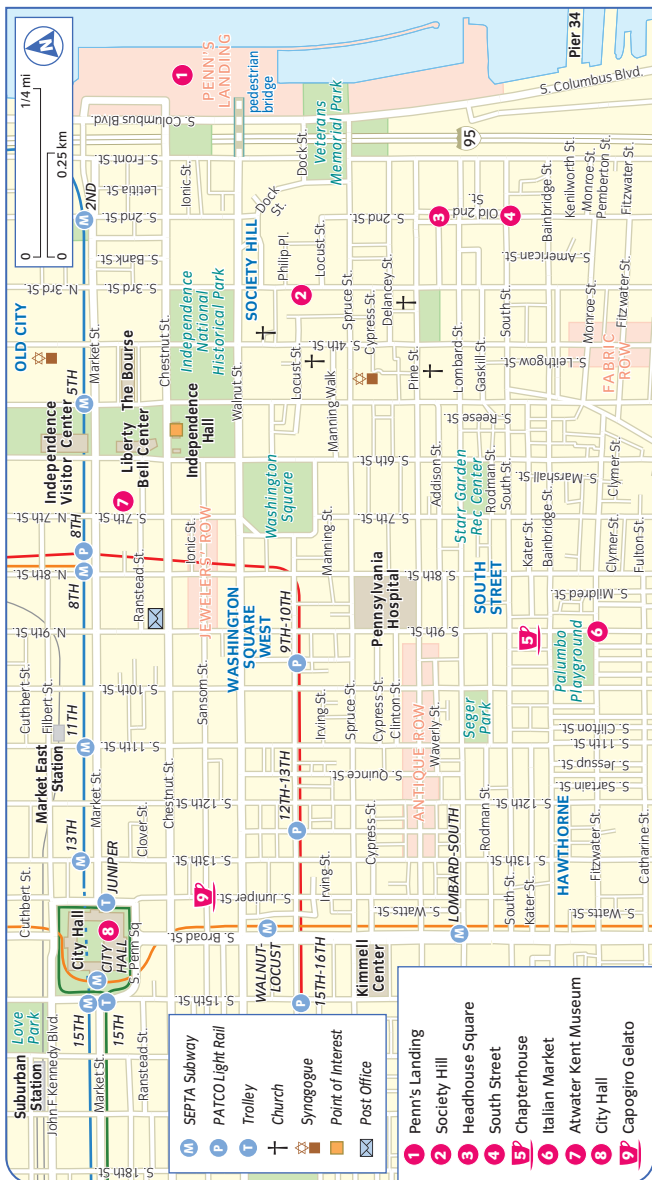 1/4 mi
0.25 km
0
0
N
1
PENN'S
LANDING
pedestrian
bridge
Pier 34
S. Columbus Blvd.
S. Columbus Blvd.
Veterans
Memorial Park
95
S. Front St.
Letitia St.
Ionic St.
Dock St.
Dock
St.
M 2ND
S. 2nd St.
S. 2nd St.
3
Old 2nd
St.
4
Bainbridge St.
Kenilworth St.
Monroe St.
Pemberton St.
Fitzwater St.
S. Bank St.
American St.
SOCIETY HILL
Philip Pl.
Locust St.
2
N. 3rd St.
S. 3rd St.
OLD CITY
Market St.
The Bourse
Chestnut St.
Independence
National
Historical Park
Walnut St.
S. 4th St.
Locust St.
Manning Walk
Spruce St.
Cypress St.
Delancey St.
Pine St.
Lombard St.
Gaskill St.
South St.
S. Leithgow St.
Monroe St.
Fitzwater St.
FABRIC
ROW
M 5TH
Independence
Visitor Center
Liberty
Bell Center
Independence
Hall
S. Reese St.
S. 6th St.
Washington
Square
Addison St.
Starr Garden
Rec Center
Rodman St.
South St.
S. Marshall St.
Clymer St.
7
N. 7th St.
S. 7th St.
S. 7th St.
Kater St.
Bainbridge St.
Clymer St.
Fulton St.
8TH
P
M
8TH
N. 8th St.
Ranstead St.
Ionic St.
JEWELERS' ROW
Manning St.
S. 8th St.
SOUTH
STREET
S. Mildred St.
WASHINGTON
SQUARE
WEST
9TH-10TH
P
Pennsylvania
Hospital
N. 9th St.
S. 9th St.
5
Palumbo
Playground
6
Cuthbert St.
Filbert St.
S. 10th St.
Sansom St.
Irving St.
Spruce St.
Cypress St.
Clinton St.
Waverly St.
Seger
Park
Market East
Station
11TH
M
S. 11th St.
S. Quince St.
ANTIQUE ROW
S. Clifton St.
S. 11th St.
S. Jessup St.
S. Sartain St.
Market St.
Clover St.
Chestnut St.
S. 12th St.
12TH-13TH
P
Cypress St.
Rodman St.
S. 12th St.
HAWTHORNE
13TH
M
S. 13th St.
Irving St.
S. 13th St.
Fitzwater St.
Catharine St.
Cuthbert St.
T JUNIPER
9
S. Juniper St.
S. Watts St.
LOMBARD-SOUTH
M
South St.
Kater St.
S. Watts St.
City Hall
8
CITY
HALL
M
S. Penn Sq
S. Broad St.
WALNUT-
LOCUST
M
Kimmell
Center
Love
Park
15TH
M
T
15TH
S. 15th St.
15TH-16TH
P
Suburban
Station
John F. Kennedy Blvd.
Market St.
Ranstead St.
S. 18th St.
M SEPTA Subway
P PATCO Light Rail
T Trolley
Church
Synagogue
Point of Interest
Post Office
1 Penn's Landing
2 Society Hill
3 Headhouse Square
4 South Street
5 Chapterhouse
6 Italian Market
7 Atwater Kent Museum
8 City Hall
9 Capogiro Gelato